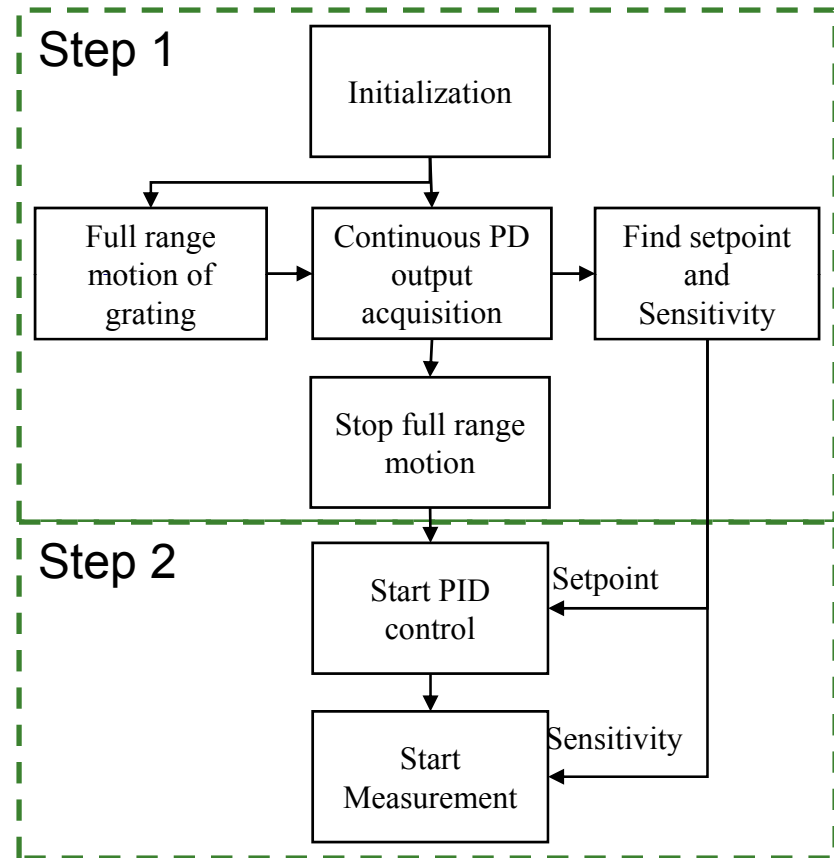 Step 1
Initialization
Full range
motion of
grating
Continuous PD
output
acquisition
Find setpoint
and
Sensitivity
Stop full range
motion
Step 2
Start PID
control
Setpoint
Start
Measurement
Sensitivity